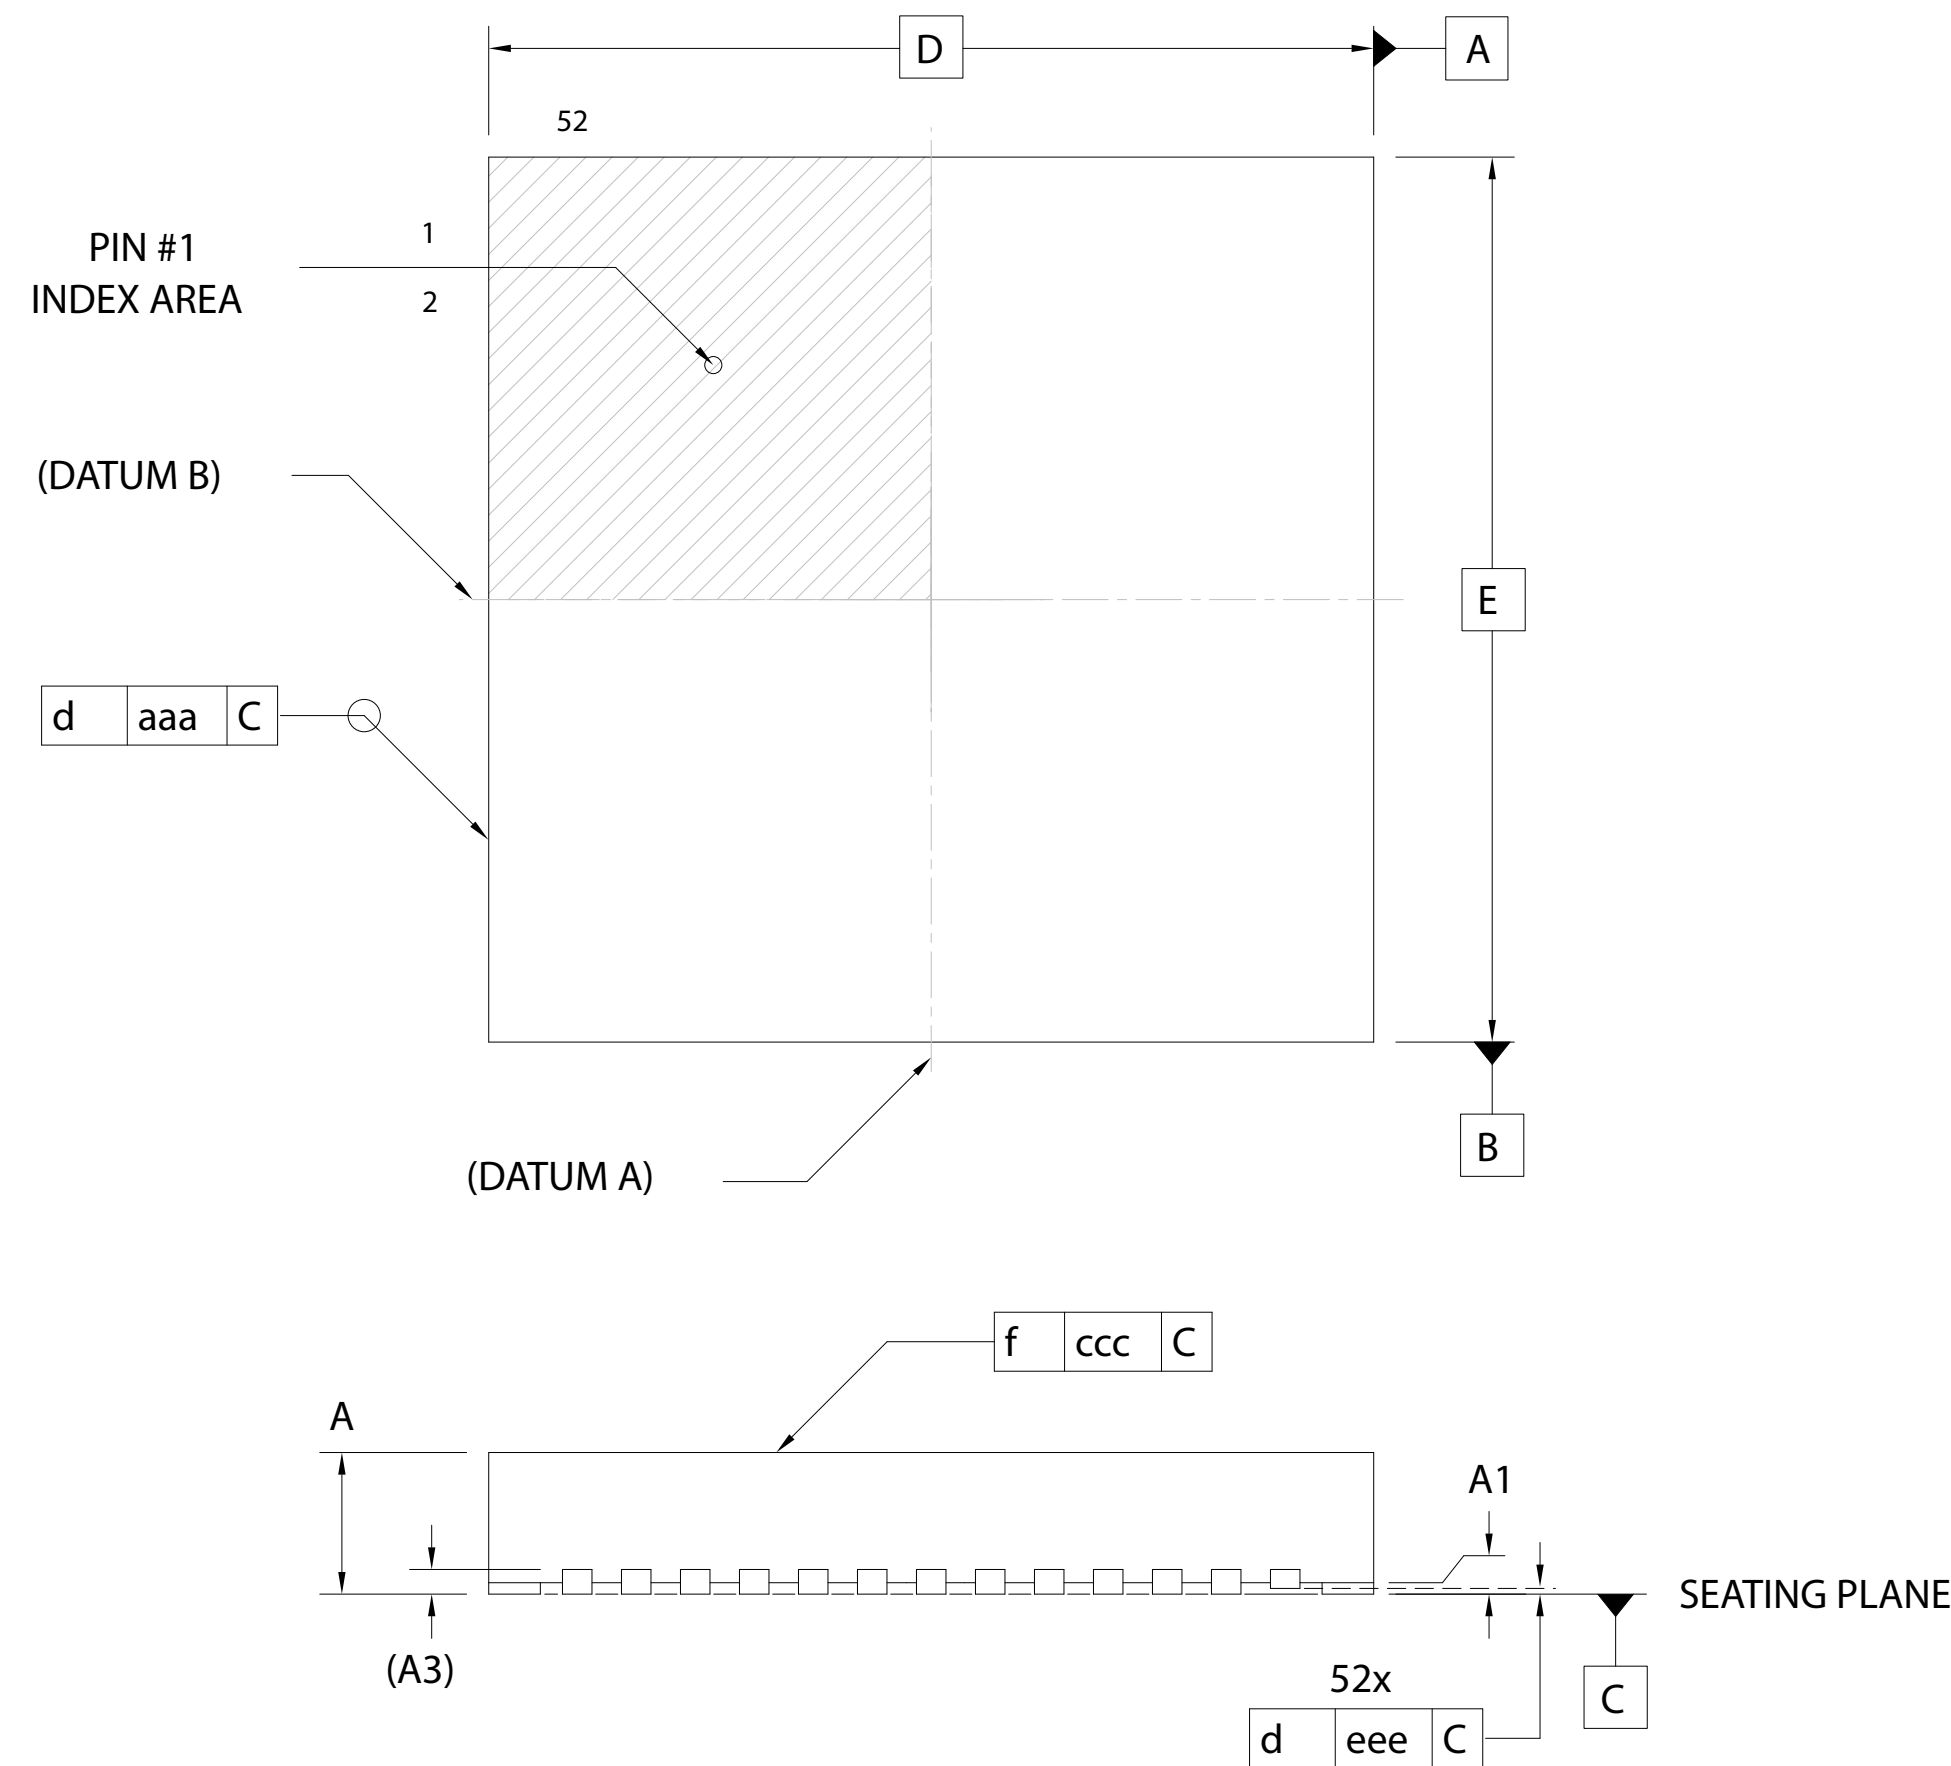 D
A
52
PIN #1
INDEX AREA
1
2
(DATUM B)
E
d aaa C
B
(DATUM A)
f ccc C
A
A1
SEATING PLANE
(A3)
52x
C
d eee C